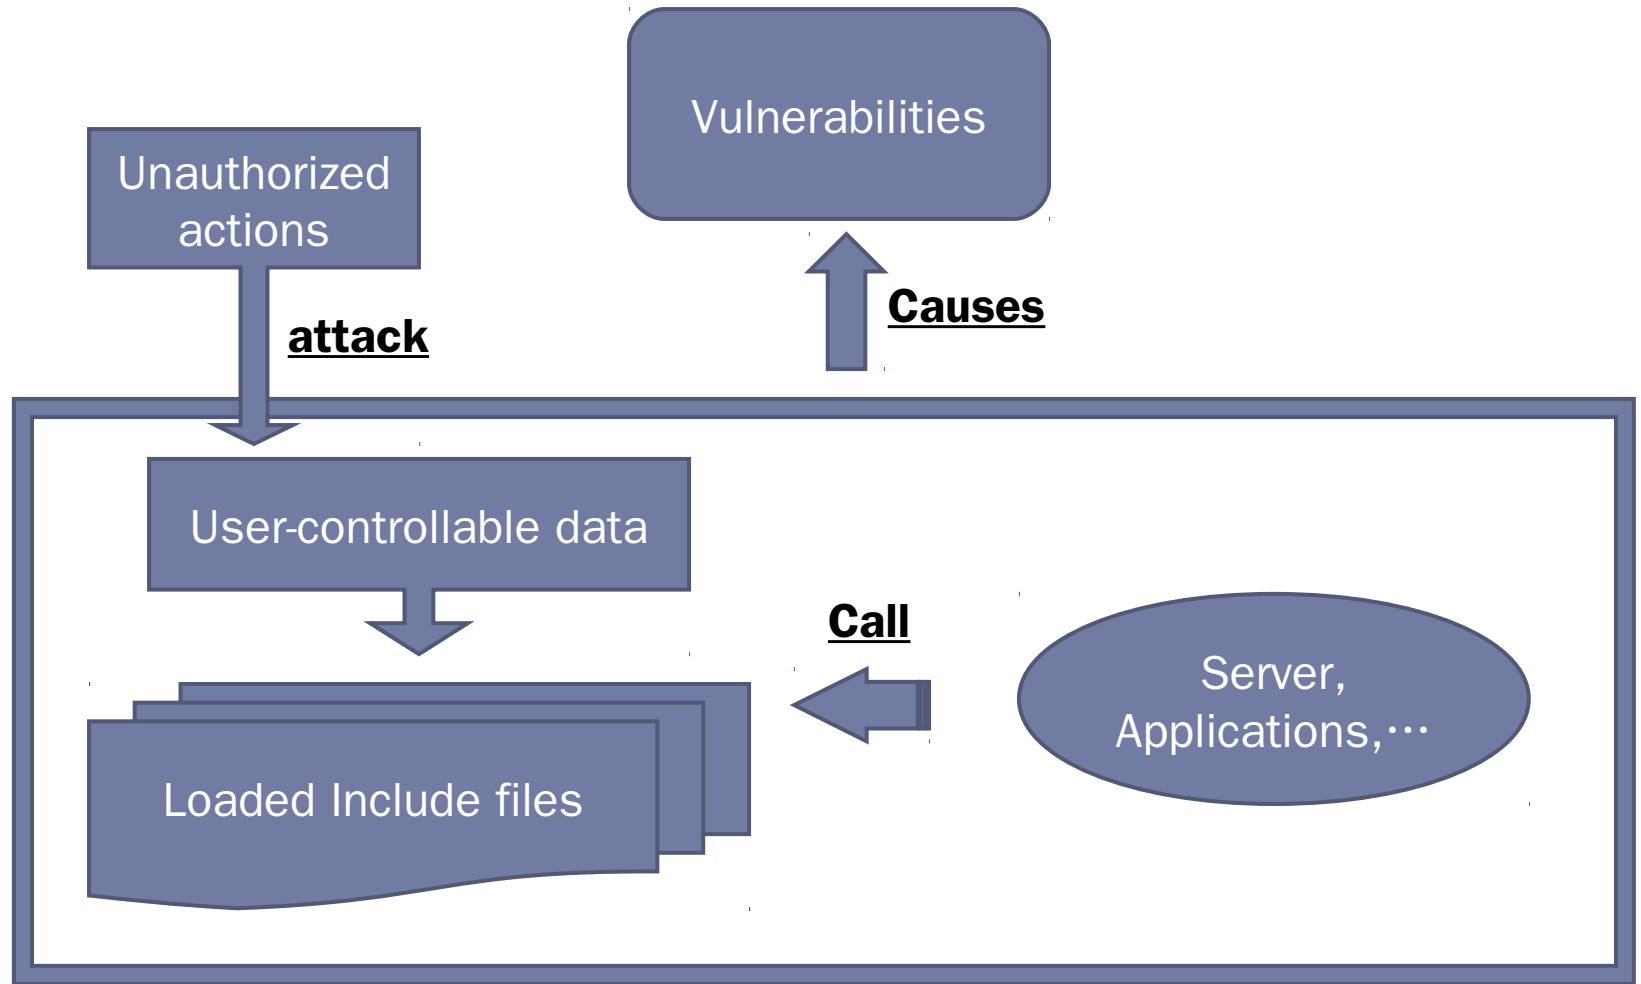 Vulnerabilities
Unauthorized
actions
attack
Causes
User-controllable data
Call
Server,
Applications,⋯
Loaded Include files